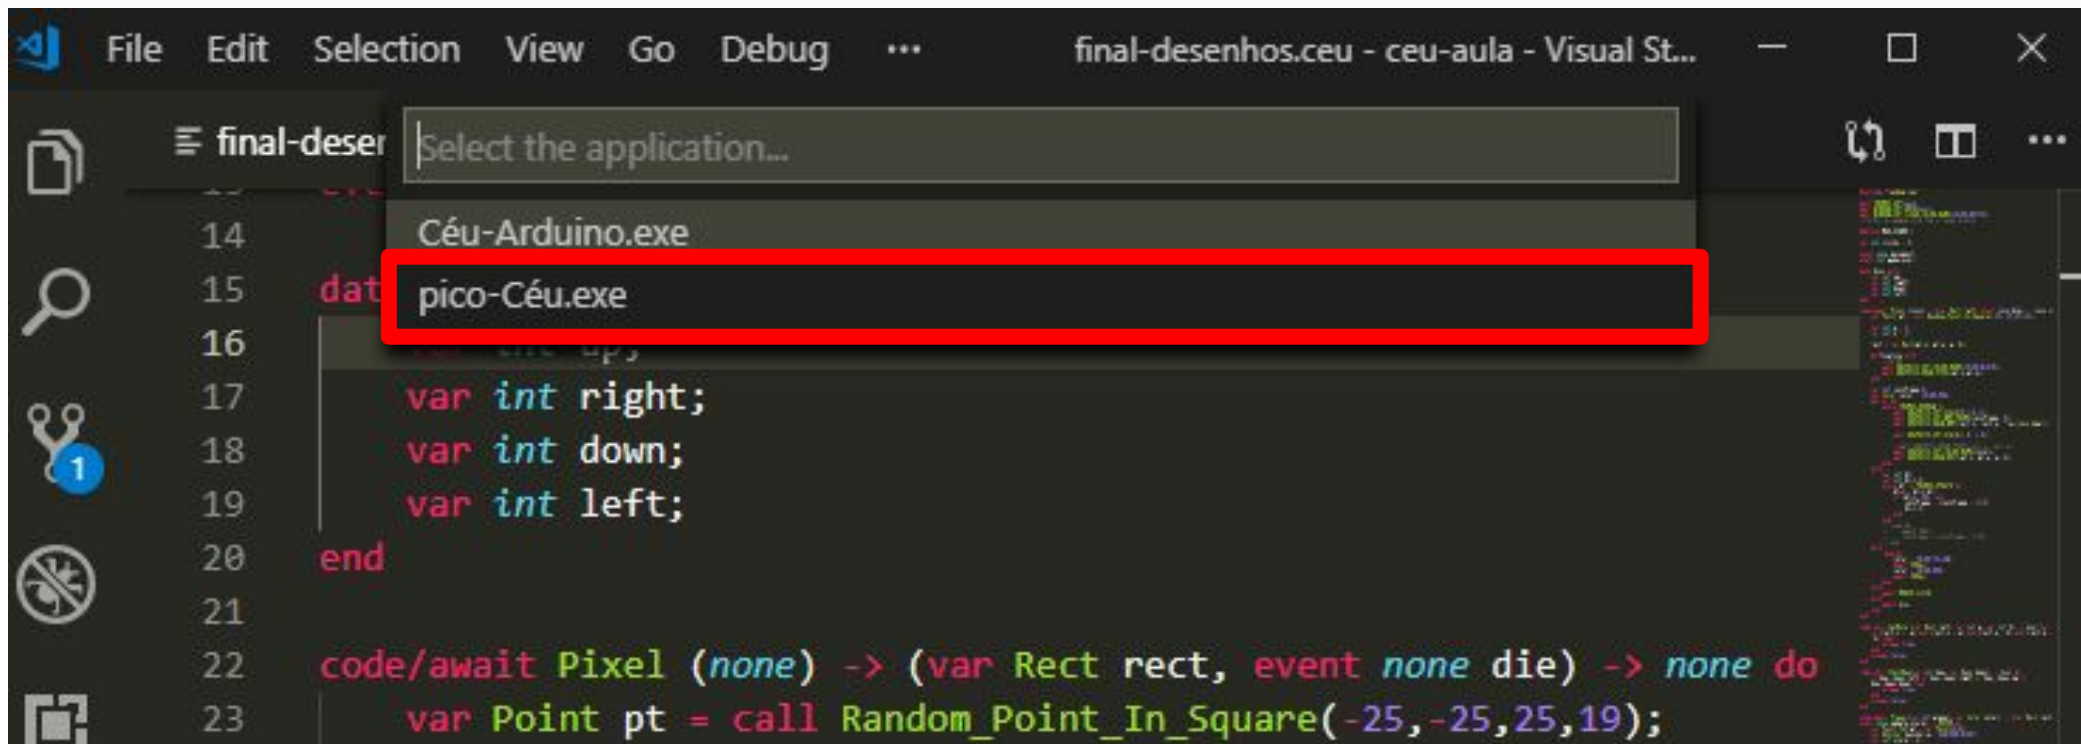 File Edit Selection View Go Debug ··· final-desenhos.ceu - ceu-aula - Visual St...
final-deser
Select the application...
Céu-Arduino.exe
14
15 dat
pico-Céu.exe
16 var int up;
17 var int right;
18 var int down;
19 var int left;
1
20 end
21
22 code/await Pixel (none) -> (var Rect rect, event none die) -> none do
23 var Point pt = call Random_Point_In_Square(-25,-25,25,19);